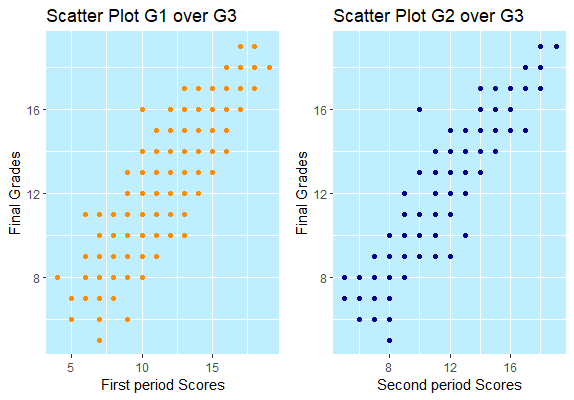 Scatter Plot G1 over G3
Final Grades
16
12
8
5
10
15
First period Scores
Scatter Plot G2 over G3
Final Grades
16
12
8
8
12
16
Second period Scores